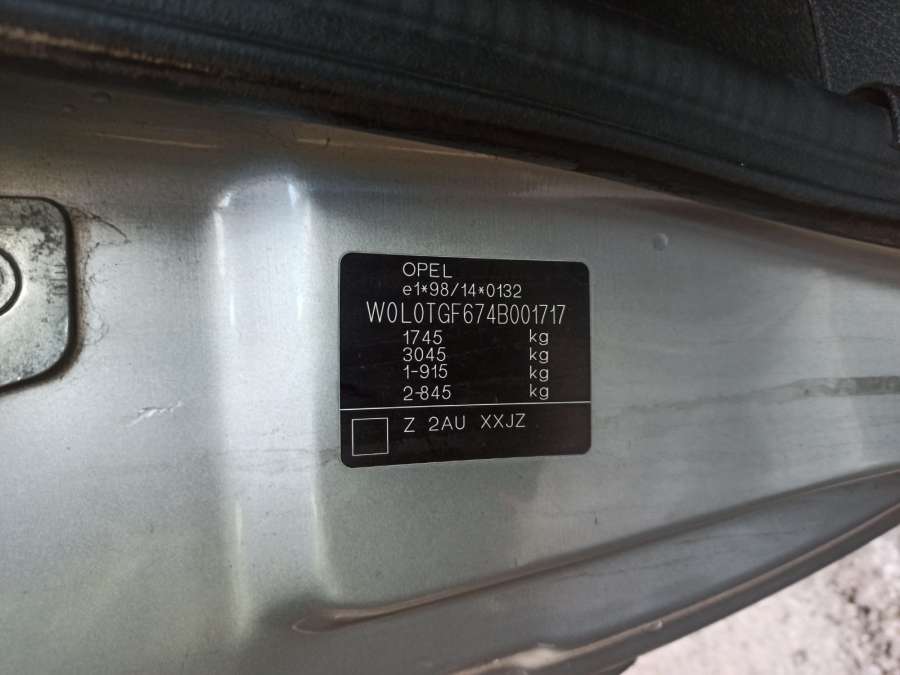 OPEL
e1*98/14*0132
W0L0TGF674B001717
1745 kg
3045 kg
1-915 kg
2-845 kg
Z 2AU XXJZ